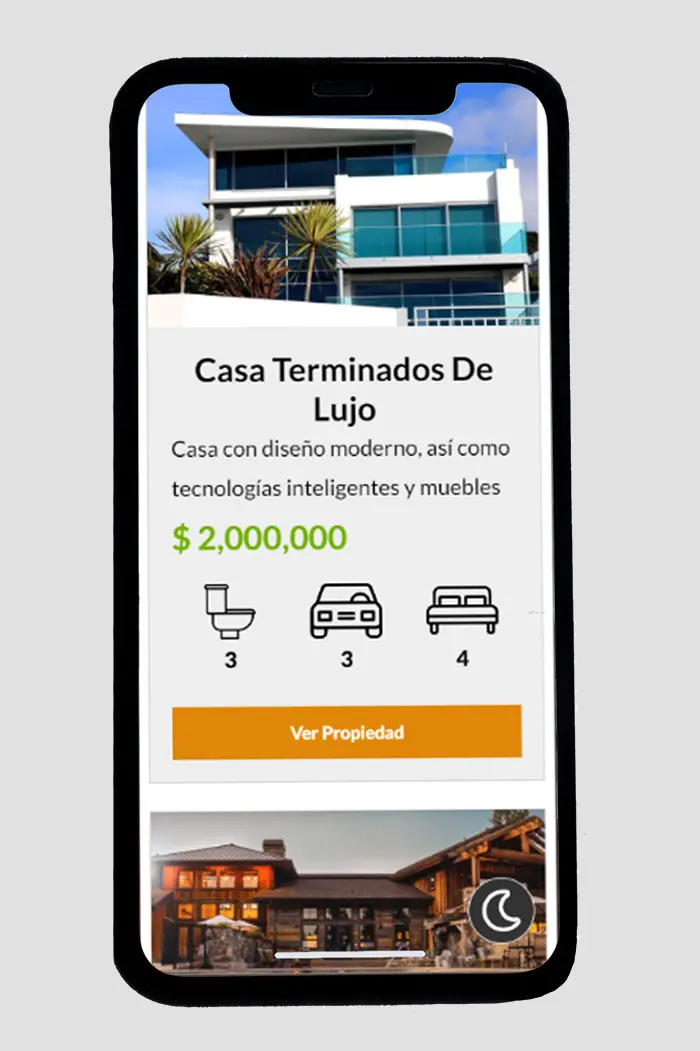 Casa Terminados De
Lujo
Casa con diseño moderno, así como
tecnologías inteligentes y muebles
$ 2,000,000
3 3 4
Ver Propiedad